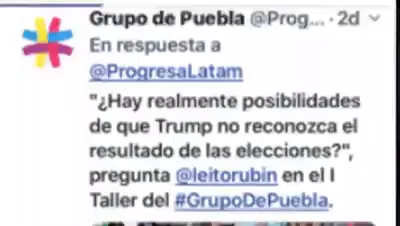 Grupo de Puebla @Prog... · 2d
En respuesta a
@ProgresaLatam
"¿Hay realmente posibilidades
de que Trump no reconozca el
resultado de las elecciones?",
pregunta @leitorubin en el I
Taller del #GrupoDePuebla.